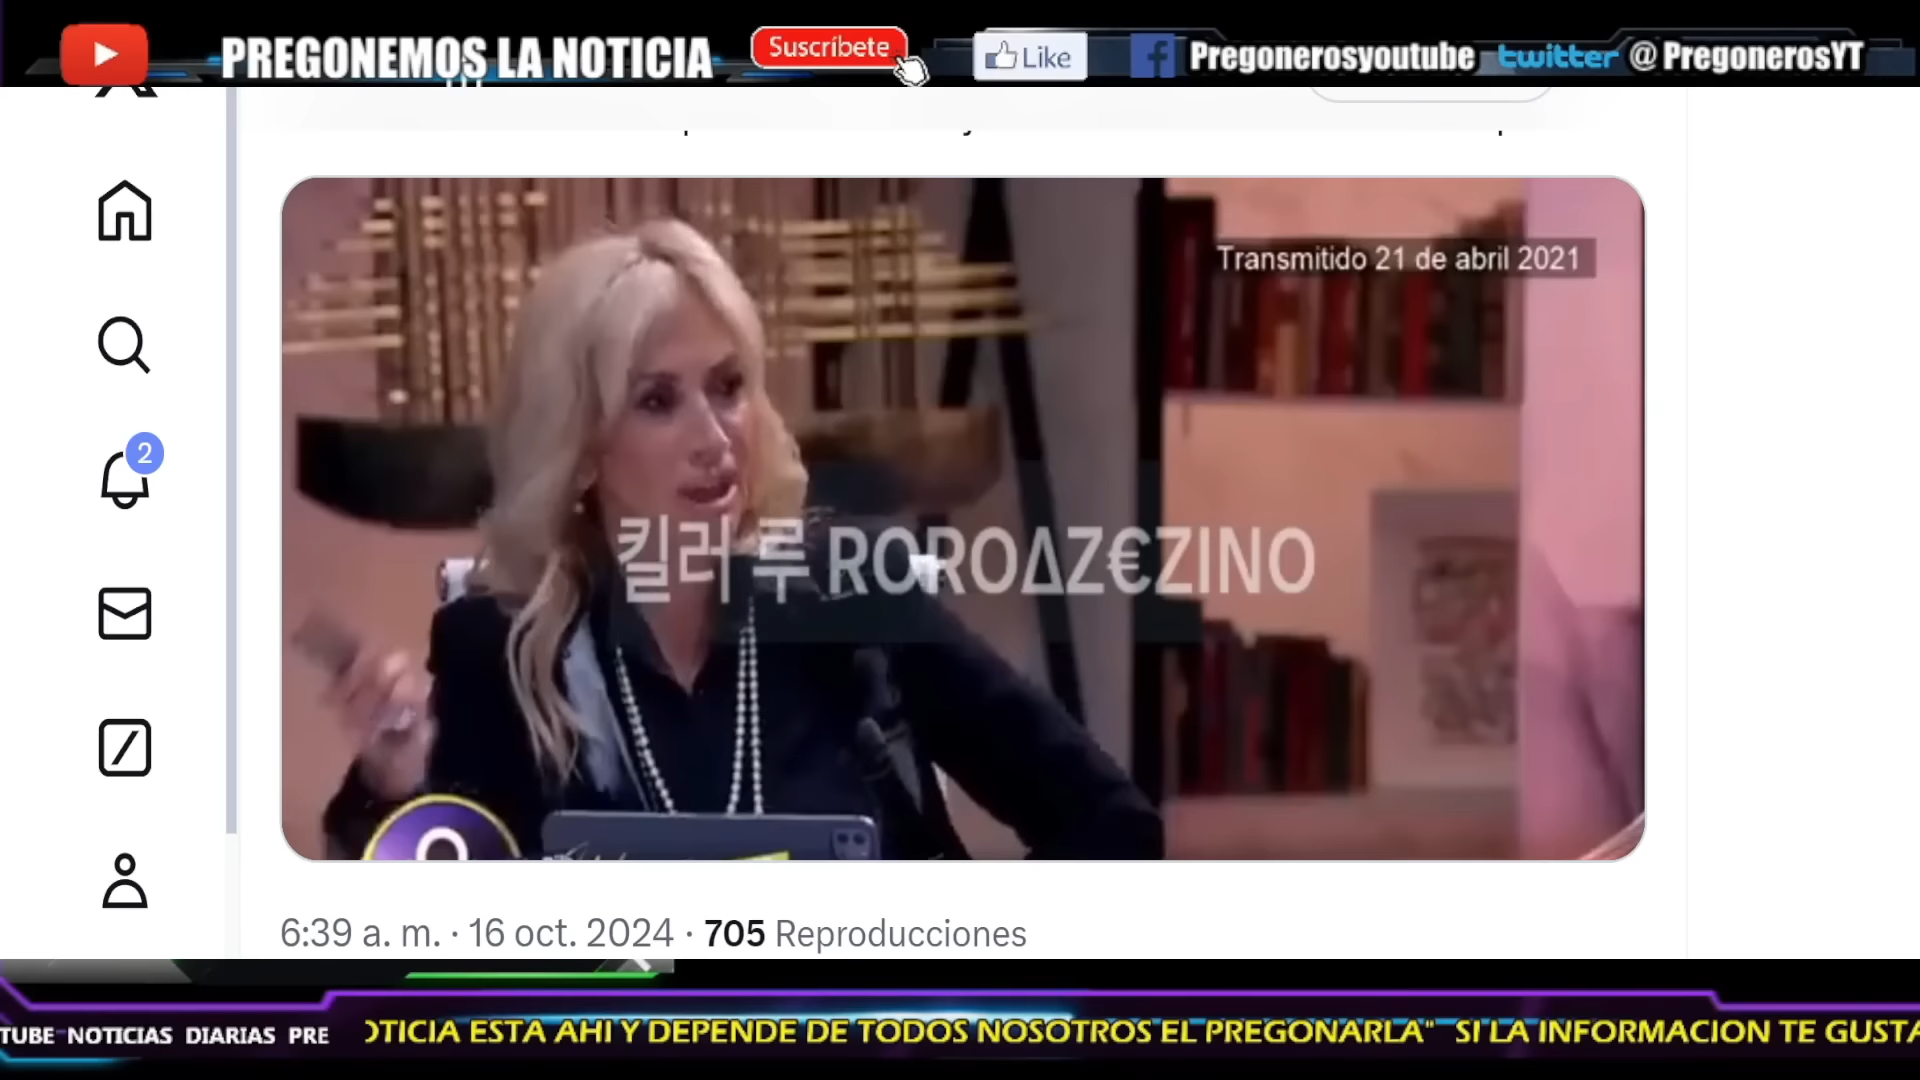 PREGONEMOS LA NOTICIA
Suscríbete
Like
Pregonerosyoutube
twitter @PregonerosYT
2
Transmitido 21 de abril 2021
킬러 루 RORO∆Z€ZINO
6:39 a. m. · 16 oct. 2024 · 705 Reproducciones
TUBE NOTICIAS DIARIAS PRE
OTICIA ESTA AHI Y DEPENDE DE TODOS NOSOTROS EL PREGONARLA" SI LA INFORMACION TE GUSTA